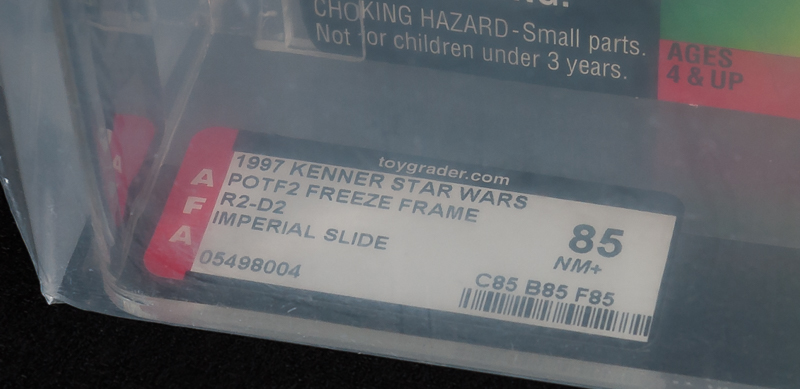 CHOKING HAZARD-Small parts.
Not for children under 3 years.
AGES
4 & UP
toygrader.com
AFA
1997 KENNER STAR WARS
POTF2 FREEZE FRAME
R2-D2
IMPERIAL SLIDE
85
NM+
05498004
C85 B85 F85